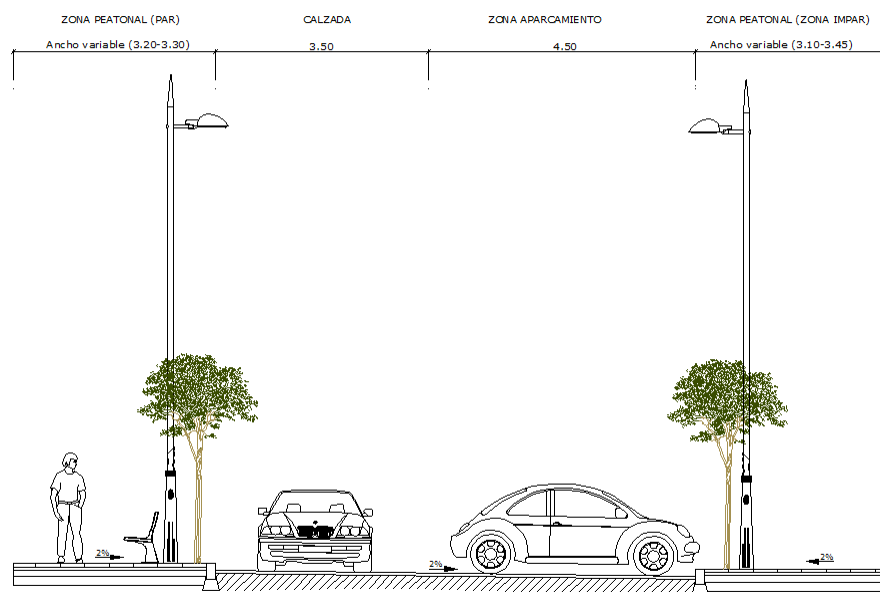 ZONA PEATONAL (PAR)
CALZADA
ZONA APARCAMIENTO
ZONA PEATONAL (ZONA IMPAR)
Ancho variable (3.20-3.30)
3.50
4.50
Ancho variable (3.10-3.45)
2%
2%
2%